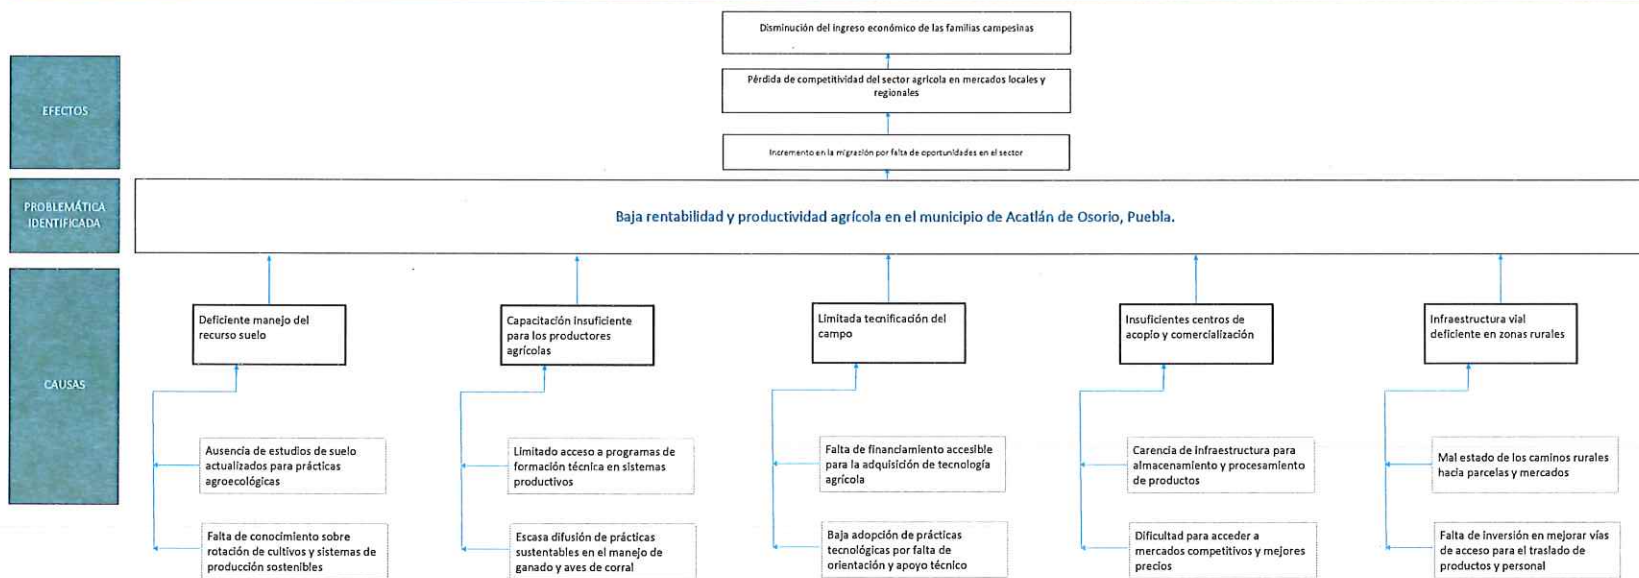 Disminución del ingreso económico de las familias campesinas
EFECTOS
Pérdida de competitividad del sector agrícola en mercados locales y
regionales
Incremento en la migración por falta de oportunidades en el sector
PROBLEMÁTICA
IDENTIFICADA
Baja rentabilidad y productividad agrícola en el municipio de Acatlán de Osorio, Puebla.
CAUSAS
Deficiente manejo del
recurso suelo
Capacitación insuficiente
para los productores
agrícolas
Limitada tecnificación del
campo
Insuficientes centros de
acopio y comercialización
Infraestructura vial
deficiente en zonas rurales
Ausencia de estudios de suelo
actualizados para prácticas
agroecológicas
Limitado acceso a programas de
formación técnica en sistemas
productivos
Falta de financiamiento accesible
para la adquisición de tecnología
agrícola
Carencia de infraestructura para
almacenamiento y procesamiento
de productos
Mal estado de los caminos rurales
hacia parcelas y mercados
Falta de conocimiento sobre
rotación de cultivos y sistemas de
producción sostenibles
Escasa difusión de prácticas
sustentables en el manejo de
ganado y aves de corral
Baja adopción de prácticas
tecnológicas por falta de
orientación y apoyo técnico
Dificultad para acceder a
mercados competitivos y mejores
precios
Falta de inversión en mejorar vías
de acceso para el traslado de
productos y personal